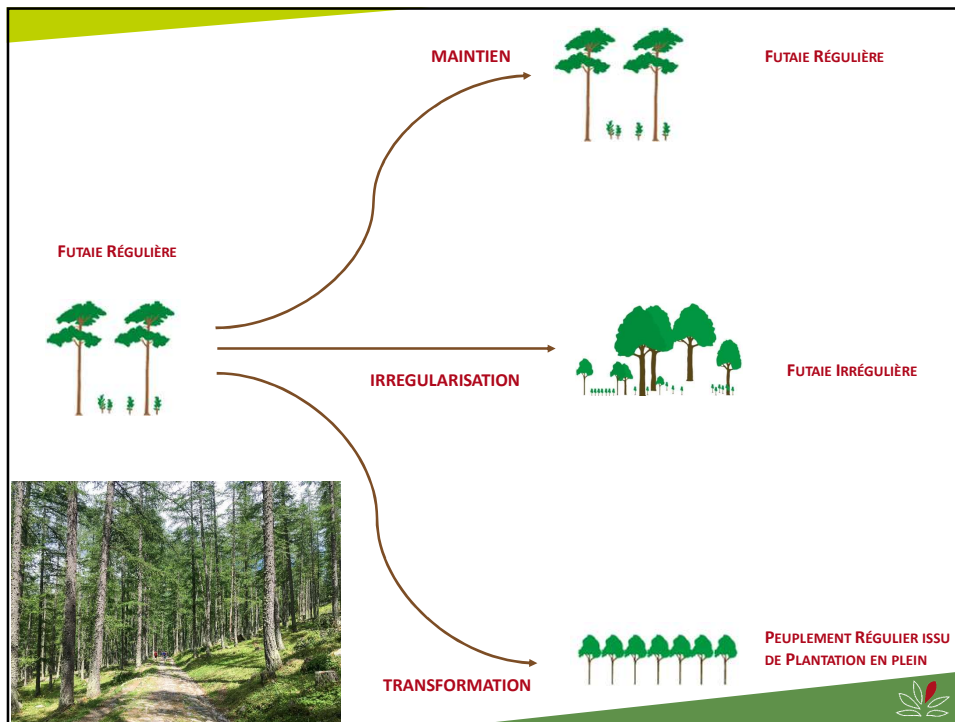 MAINTIEN
FUTAIE RÉGULIÈRE
FUTAIE RÉGULIÈRE
IRREGULARISATION
FUTAIE IRRÉGULIÈRE
TRANSFORMATION
PEUPLEMENT RÉGULIER ISSU
DE PLANTATION EN PLEIN